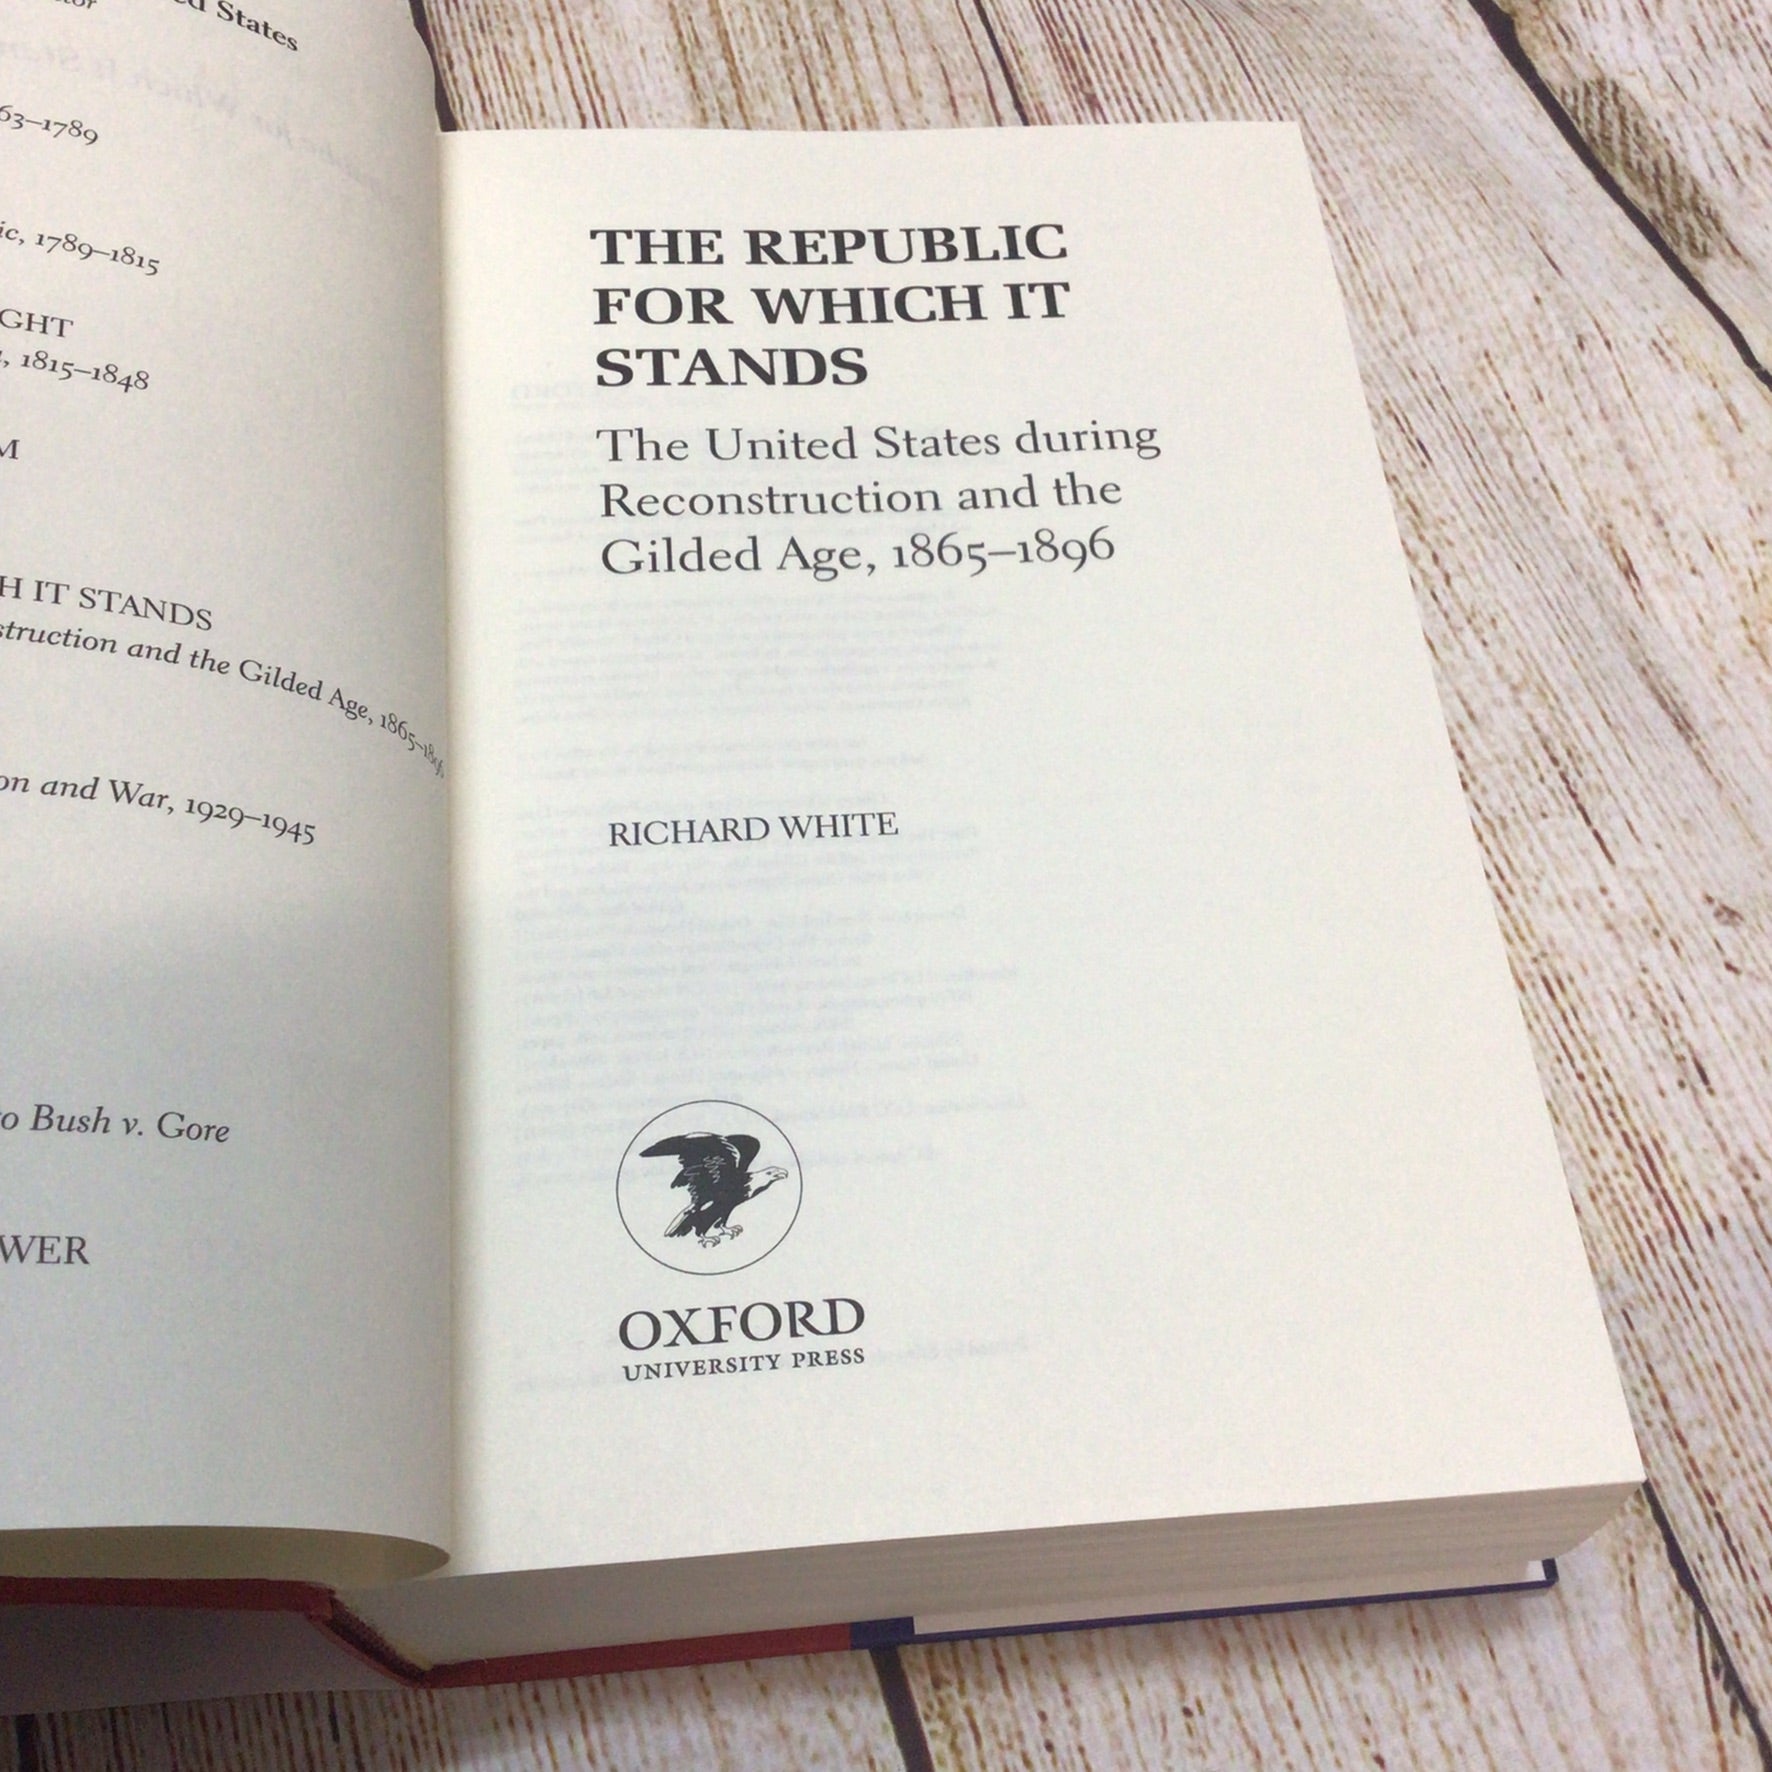 ed States
63–1789
ic, 1789–1815
GHT
, 1815–1848
M
H IT STANDS
struction and the Gilded Age, 1865–1896
on and War, 1929–1945
o Bush v. Gore
WER
THE REPUBLIC
FOR WHICH IT
STANDS
The United States during
Reconstruction and the
Gilded Age, 1865–1896
RICHARD WHITE
OXFORD
UNIVERSITY PRESS